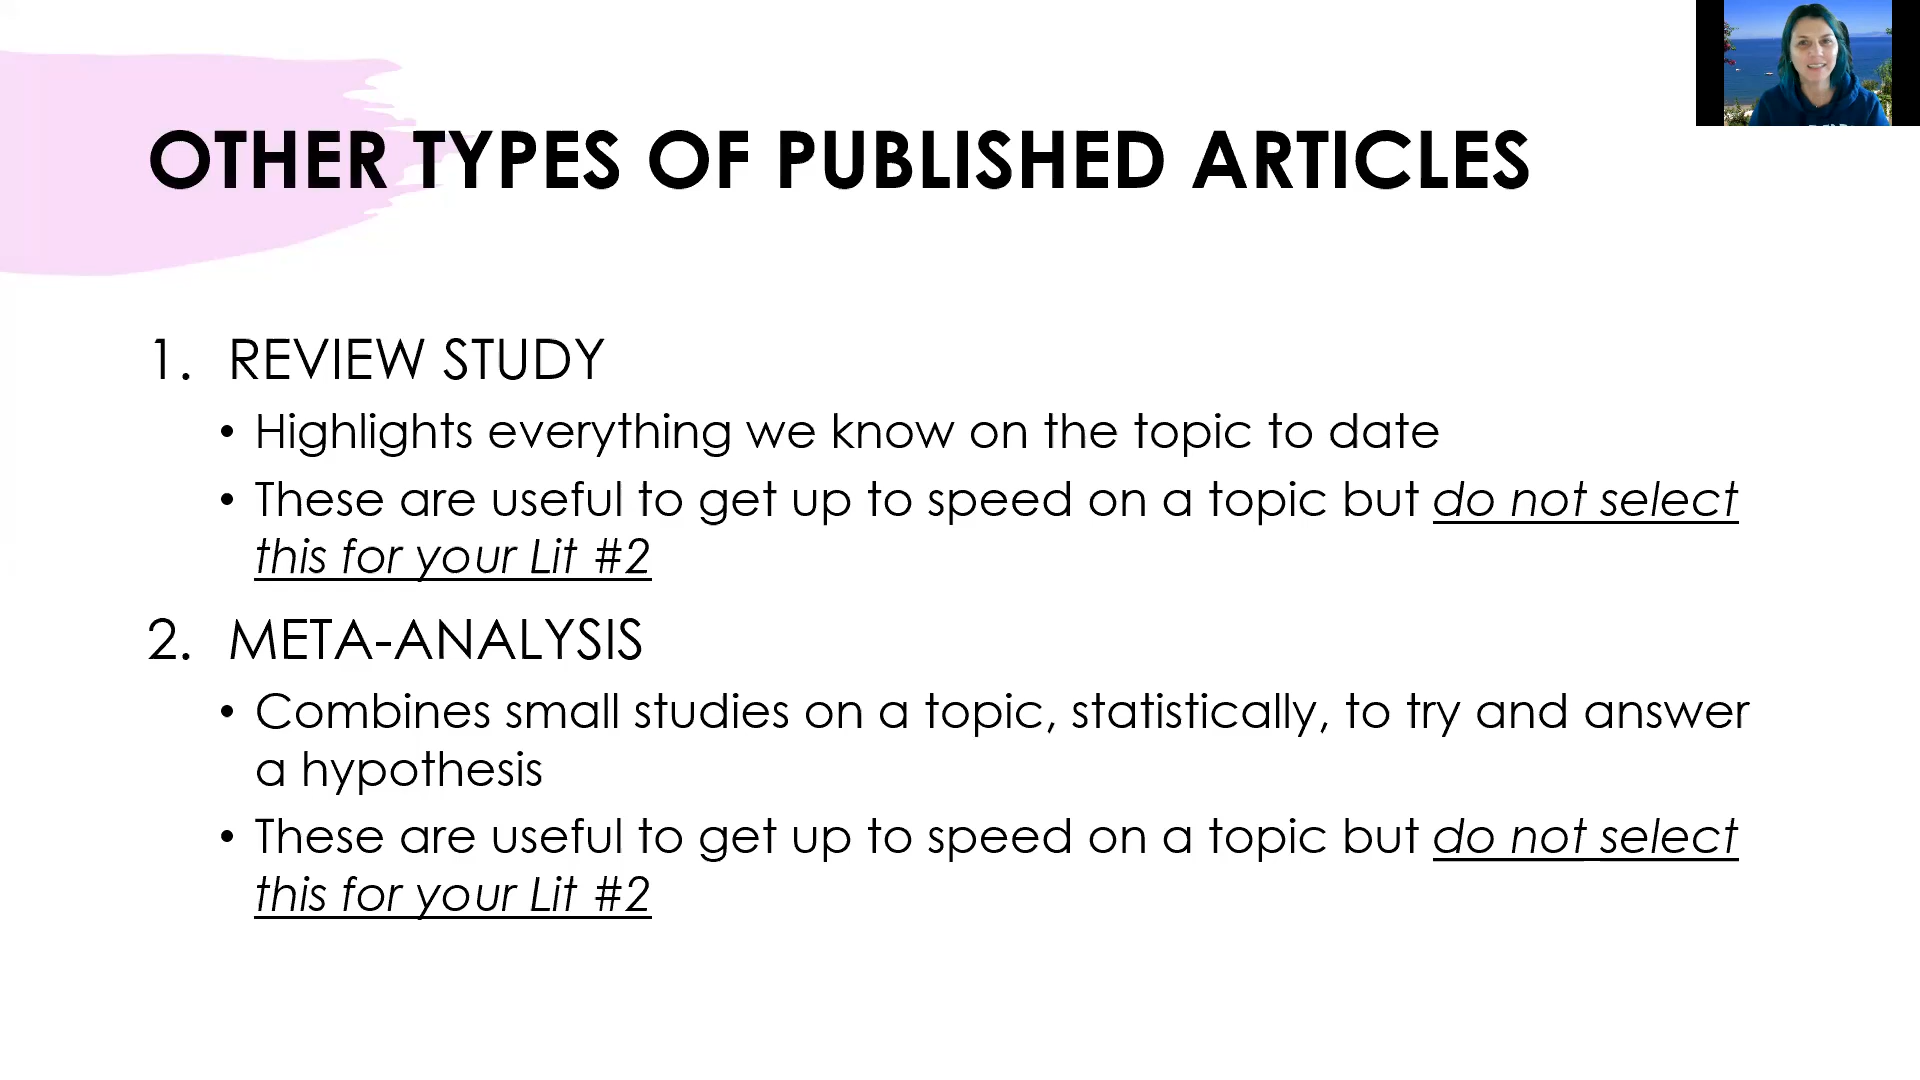 OTHER TYPES OF PUBLISHED ARTICLES
1. REVIEW STUDY
• Highlights everything we know on the topic to date
• These are useful to get up to speed on a topic but do not select
this for your Lit #2
2. META-ANALYSIS
• Combines small studies on a topic, statistically, to try and answer
a hypothesis
• These are useful to get up to speed on a topic but do not select
this for your Lit #2